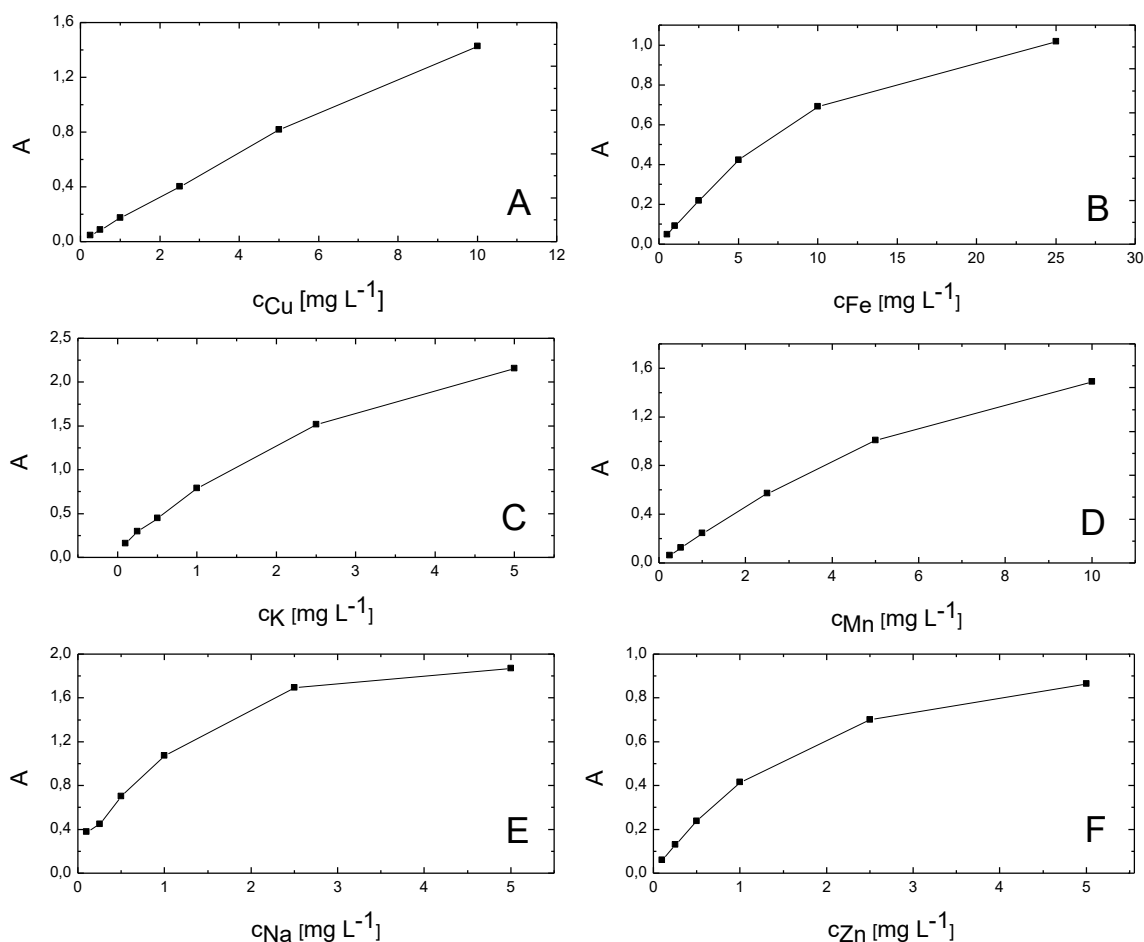 1,6
1,2
0,8
0,4
0,0
A
A
0 2 4 6 8 10 12
cCu [mg L-1]
1,0
0,8
0,6
0,4
0,2
0,0
A
B
0 5 10 15 20 25 30
cFe [mg L-1]
2,5
2,0
1,5
1,0
0,5
0,0
A
C
0 1 2 3 4 5
cK [mg L-1]
1,6
1,2
0,8
0,4
0,0
A
D
0 2 4 6 8 10
cMn [mg L-1]
2,0
1,6
1,2
0,8
0,4
0,0
A
E
0 1 2 3 4 5
cNa [mg L-1]
1,0
0,8
0,6
0,4
0,2
0,0
A
F
0 1 2 3 4 5
cZn [mg L-1]